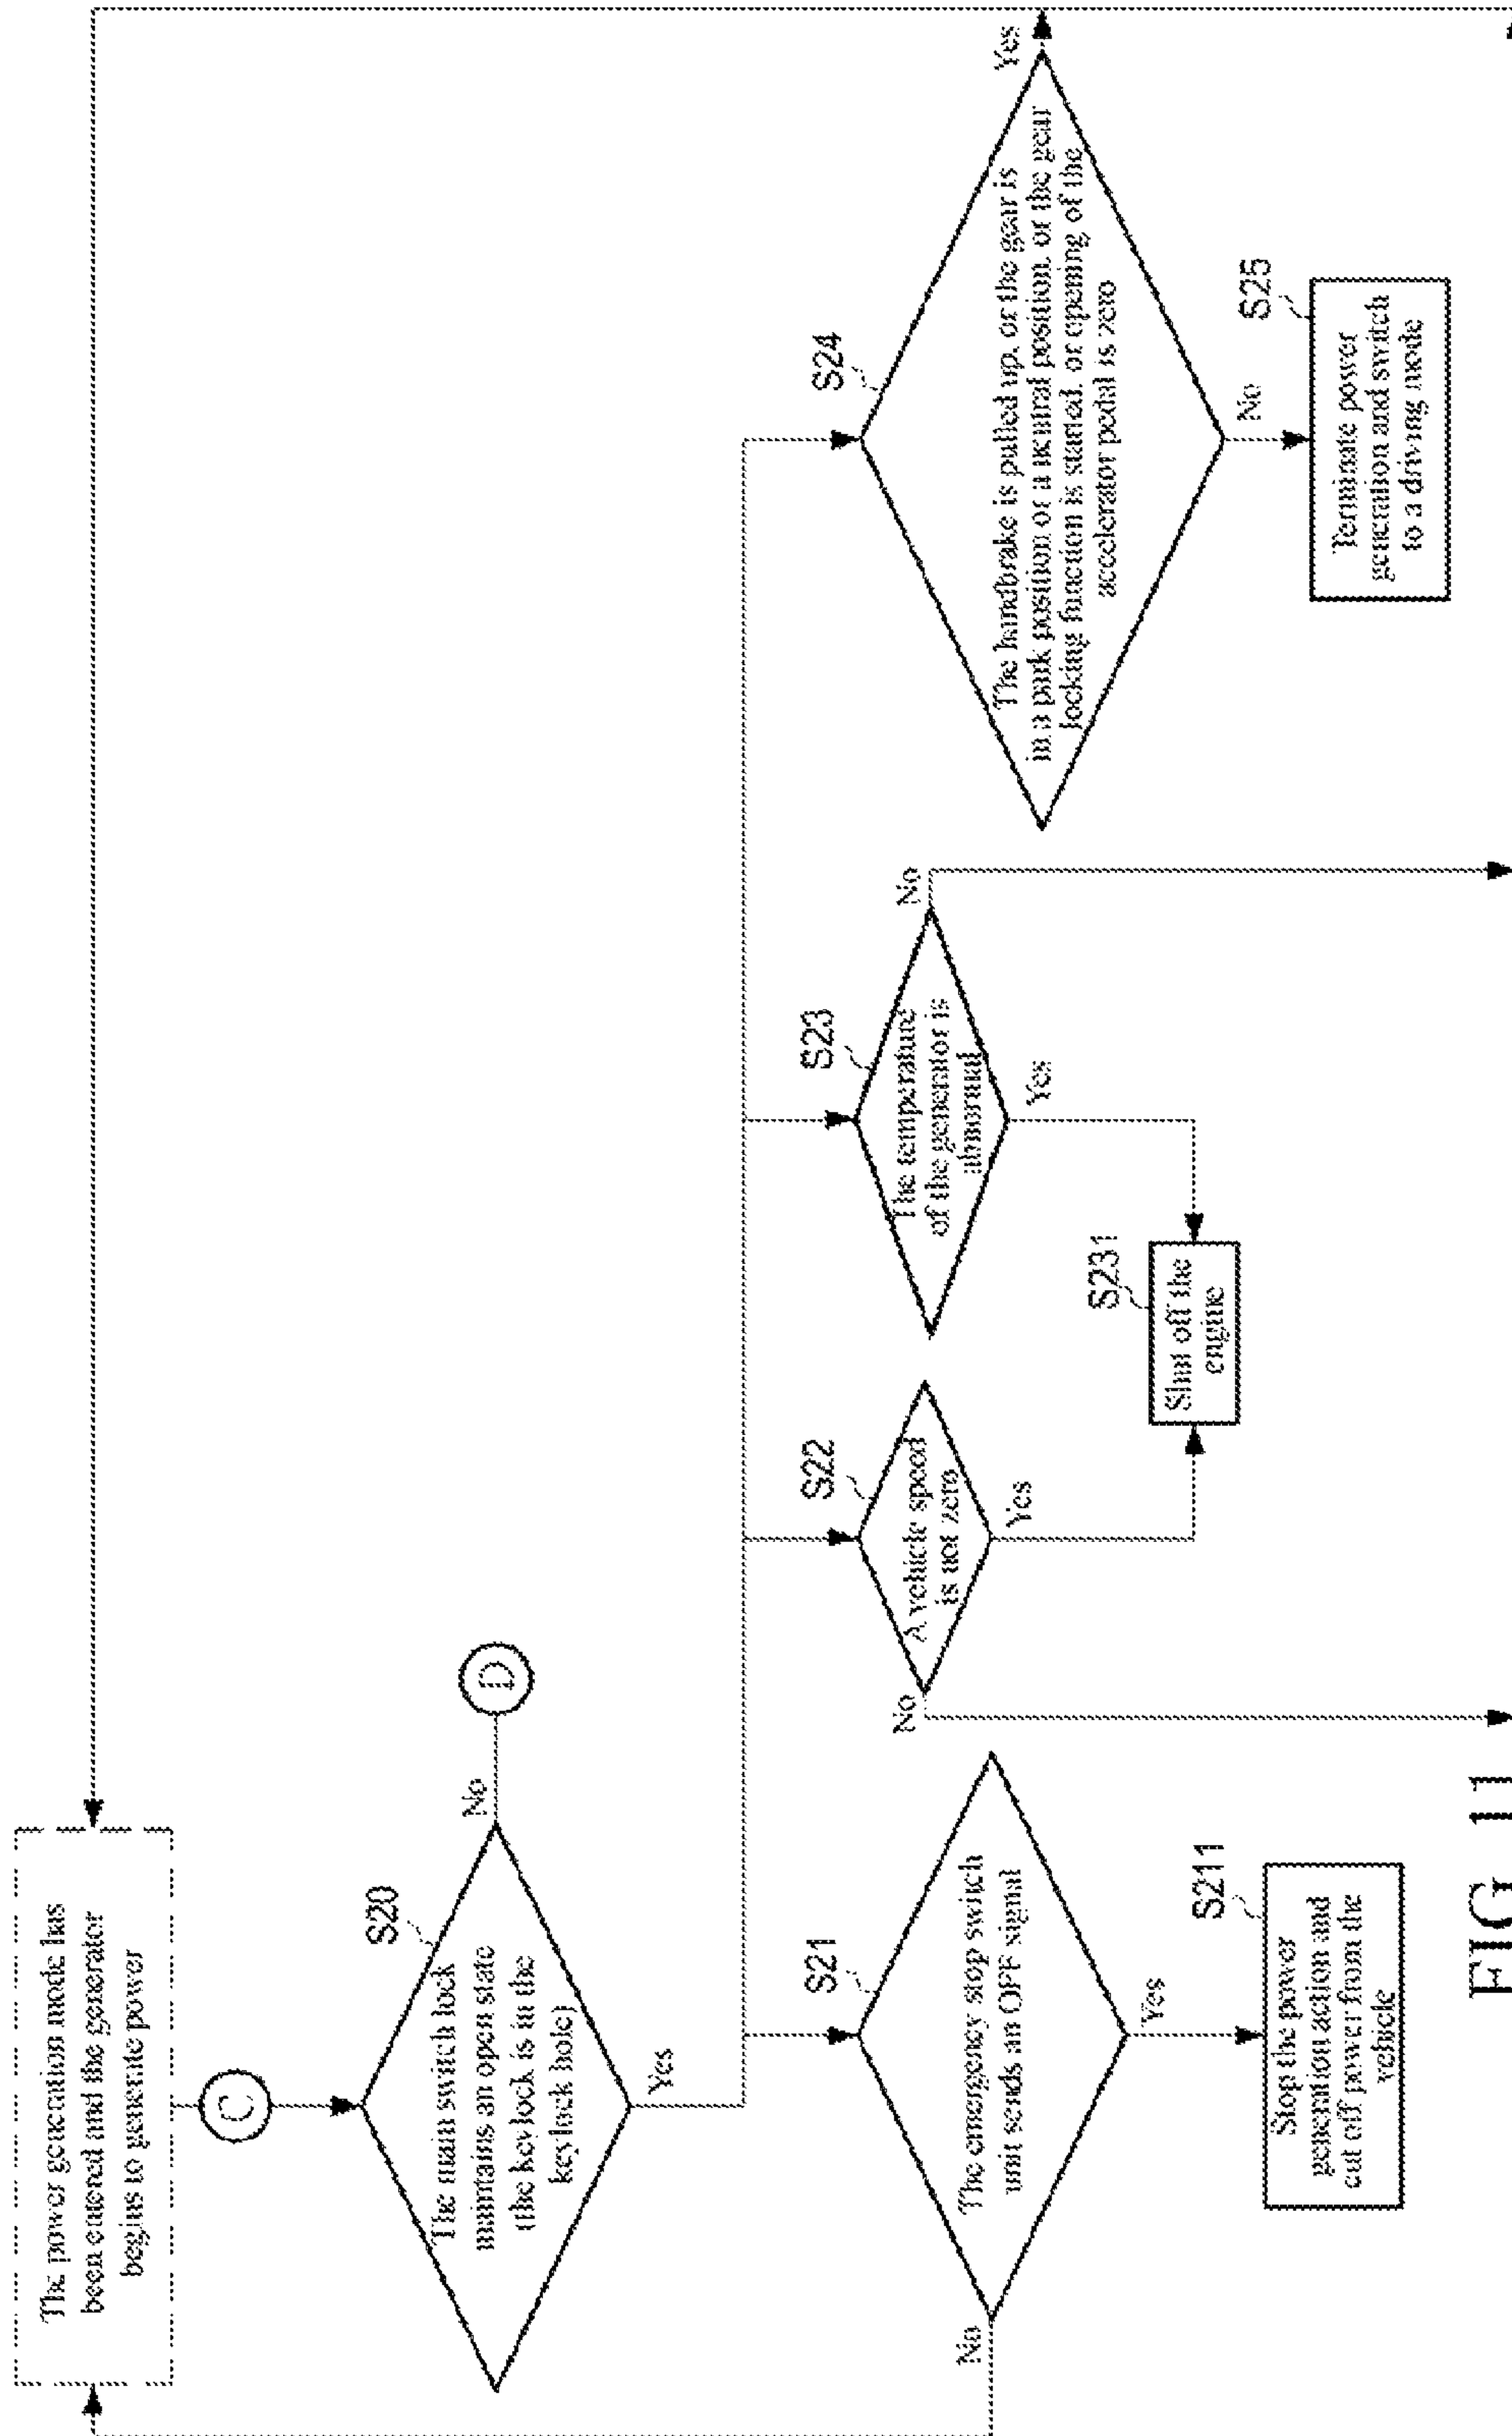 The power generation mode has
been entered and the generator
begins to generate power
C
S20
The main switch lock
maintains an open state
(the keylock is in the
keylock hole)
No
D
Yes
S21
The emergency stop switch
unit sends an OFF signal
No
Yes
S211
Stop the power
generation action and
cut off power from the
vehicle
S22
A vehicle speed
is not zero
No
Yes
S23
The temperature
of the generator is
abnormal
No
Yes
S231
Shut off the
engine
S24
The handbrake is pulled up, or the gear is
in a park position or a neutral position, or the gear
locking function is started, or opening of the
accelerator pedal is zero
Yes
No
S25
Terminate power
generation and switch
to a driving mode
FIG. 11